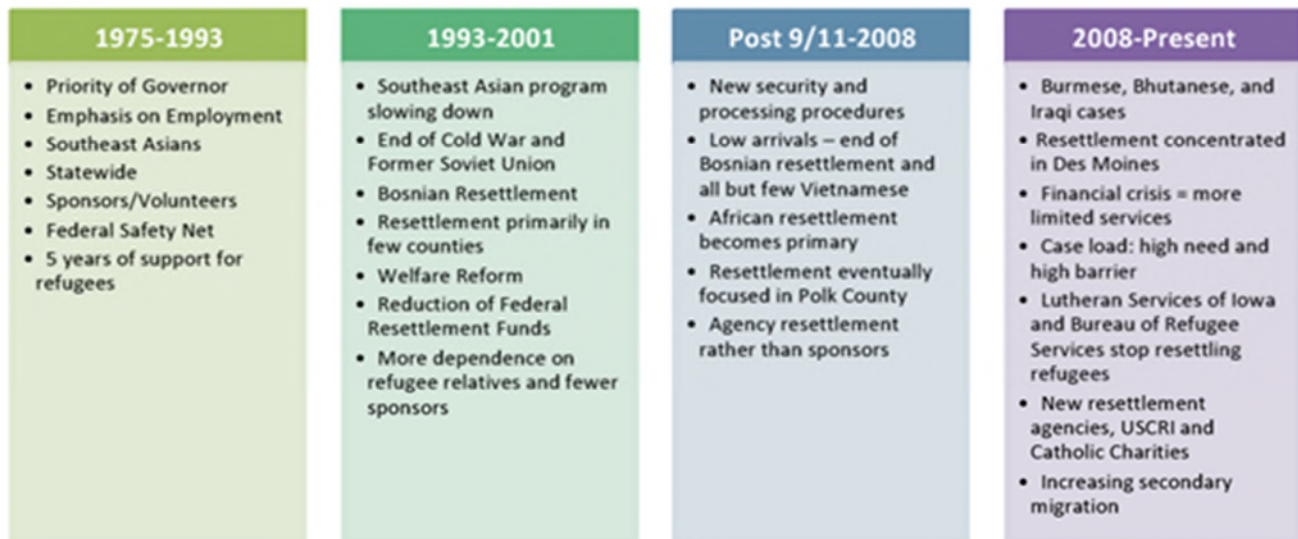 1975-1993
• Priority of Governor
• Emphasis on Employment
• Southeast Asians
• Statewide
• Sponsors/Volunteers
• Federal Safety Net
• 5 years of support for
refugees
1993-2001
• Southeast Asian program
slowing down
• End of Cold War and
Former Soviet Union
• Bosnian Resettlement
• Resettlement primarily in
few counties
• Welfare Reform
• Reduction of Federal
Resettlement Funds
• More dependence on
refugee relatives and fewer
sponsors
Post 9/11-2008
• New security and
processing procedures
• Low arrivals – end of
Bosnian resettlement and
all but few Vietnamese
• African resettlement
becomes primary
• Resettlement eventually
focused in Polk County
• Agency resettlement
rather than sponsors
2008-Present
• Burmese, Bhutanese, and
Iraqi cases
• Resettlement concentrated
in Des Moines
• Financial crisis = more
limited services
• Case load: high need and
high barrier
• Lutheran Services of Iowa
and Bureau of Refugee
Services stop resettling
refugees
• New resettlement
agencies, USCRI and
Catholic Charities
• Increasing secondary
migration